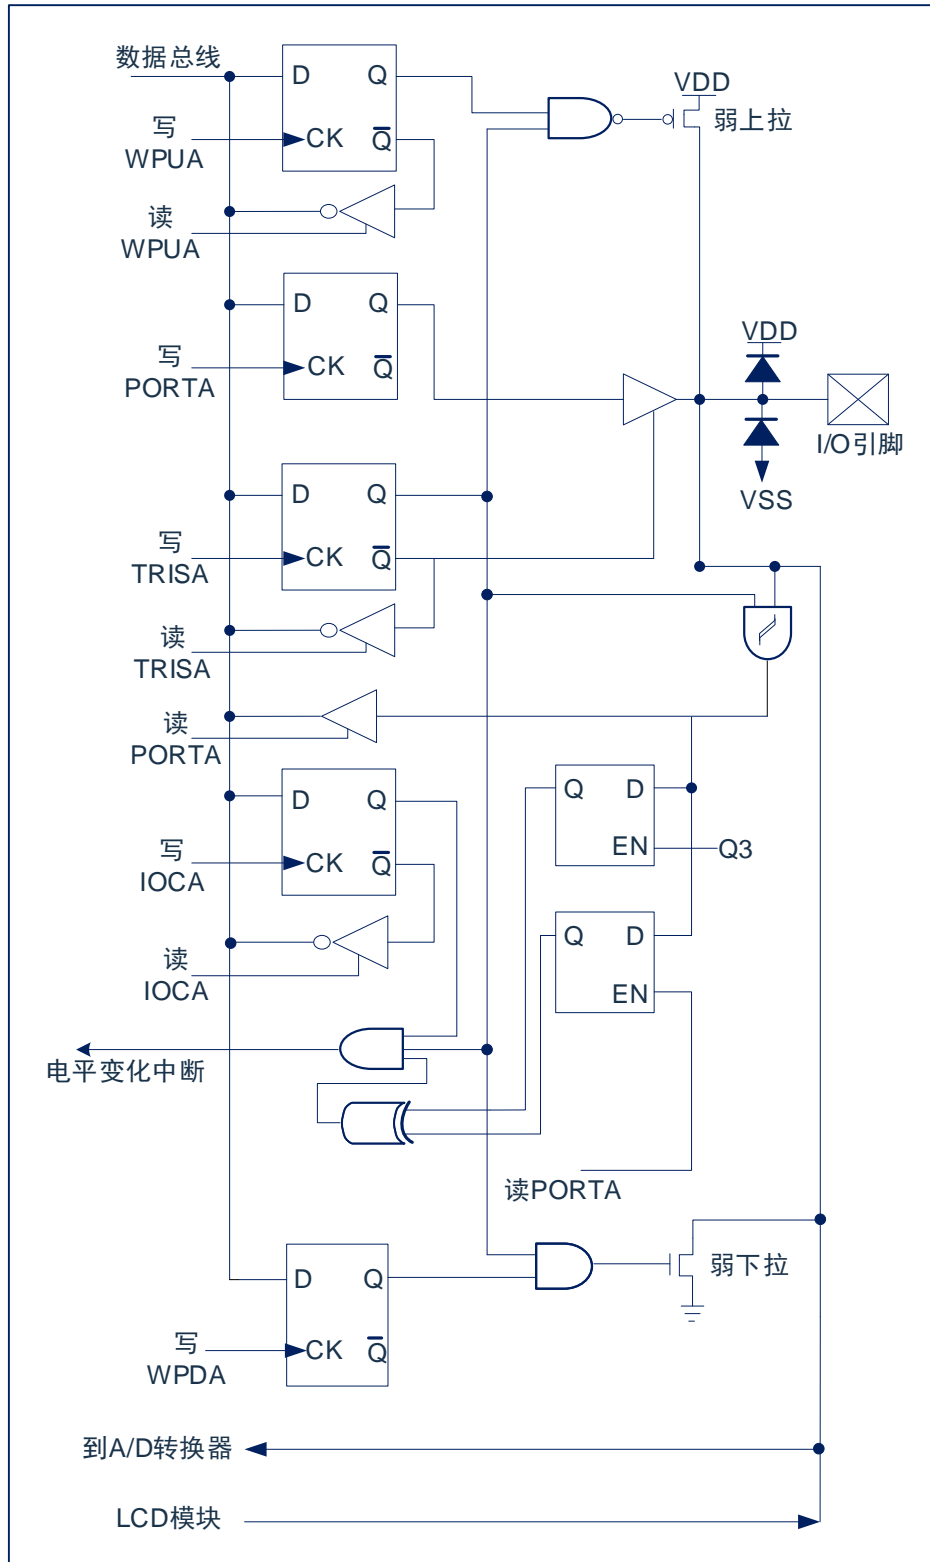 数据总线
D
Q
VDD
弱上拉
写
WPUA
CK
Q
读
WPUA
D
Q
写
PORTA
CK
Q
VDD
I/O引脚
VSS
D
Q
写
TRISA
CK
Q
读
TRISA
读
PORTA
D
Q
Q
D
写
IOCA
CK
Q
EN
Q3
读
IOCA
Q
D
EN
电平变化中断
读PORTA
D
Q
弱下拉
写
WPDA
CK
Q
到A/D转换器
LCD模块